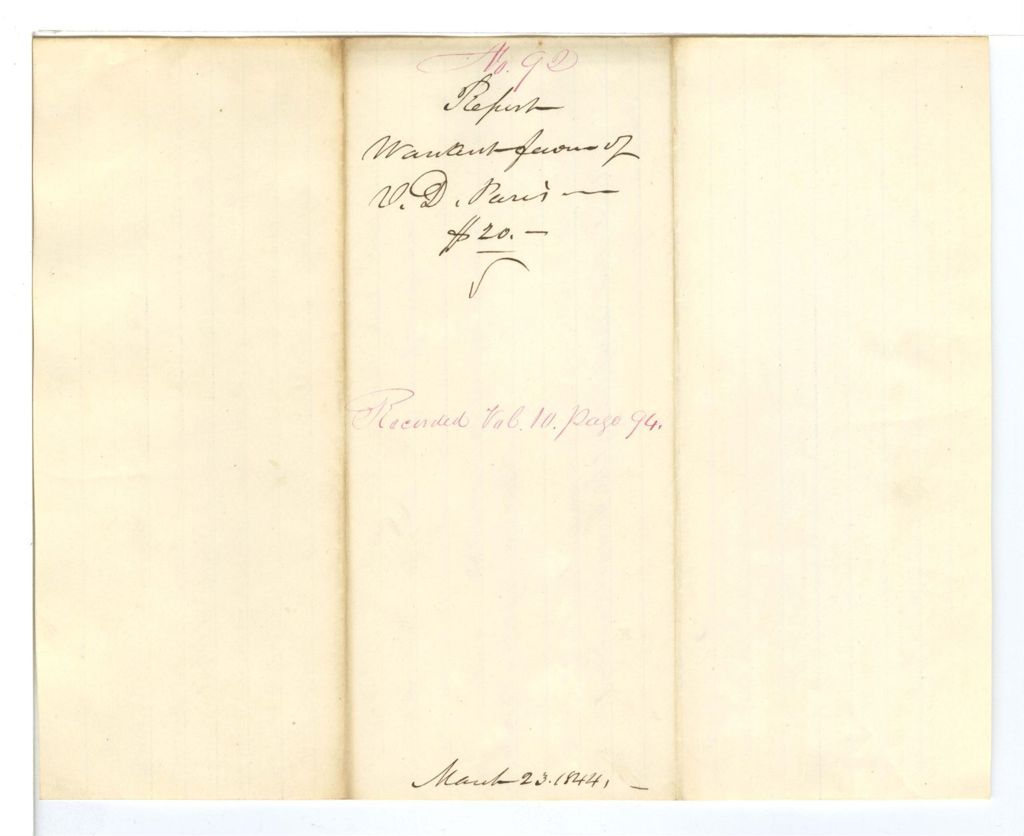 No. 92
Report
Warrant favour of
V. D. Paris —
$20. —
Recorded Vol. 10. Page 94.
March 23. 1844. —